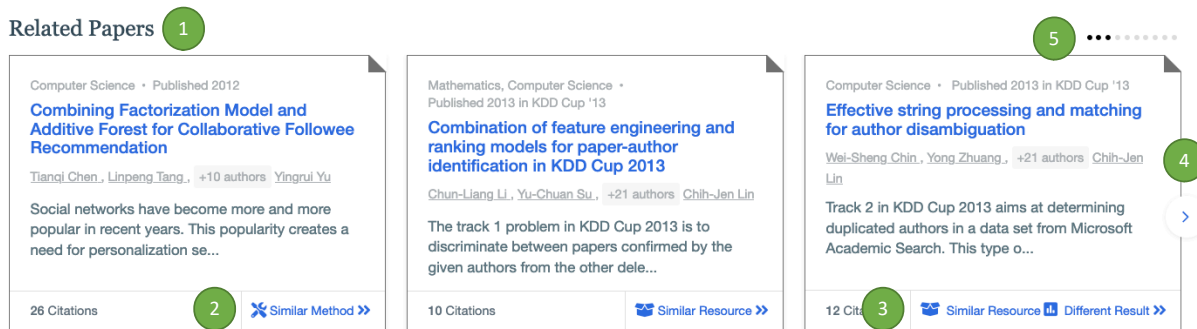 Related Papers 1
5
Computer Science • Published 2012
Combining Factorization Model and
Additive Forest for Collaborative Followee
Recommendation
Tianqi Chen , Linpeng Tang , +10 authors Yingrui Yu
Social networks have become more and more
popular in recent years. This popularity creates a
need for personalization se...
26 Citations
2
Similar Method
Mathematics, Computer Science •
Published 2013 in KDD Cup '13
Combination of feature engineering and
ranking models for paper-author
identification in KDD Cup 2013
Chun-Liang Li , Yu-Chuan Su , +21 authors Chih-Jen Lin
The track 1 problem in KDD Cup 2013 is to
discriminate between papers confirmed by the
given authors from the other dele...
10 Citations
Similar Resource
Computer Science • Published 2013 in KDD Cup '13
Effective string processing and matching
for author disambiguation
Wei-Sheng Chin , Yong Zhuang , +21 authors Chih-Jen
Lin
4
Track 2 in KDD Cup 2013 aims at determining
duplicated authors in a data set from Microsoft
Academic Search. This type o...
12
3
Similar Resource Different Result